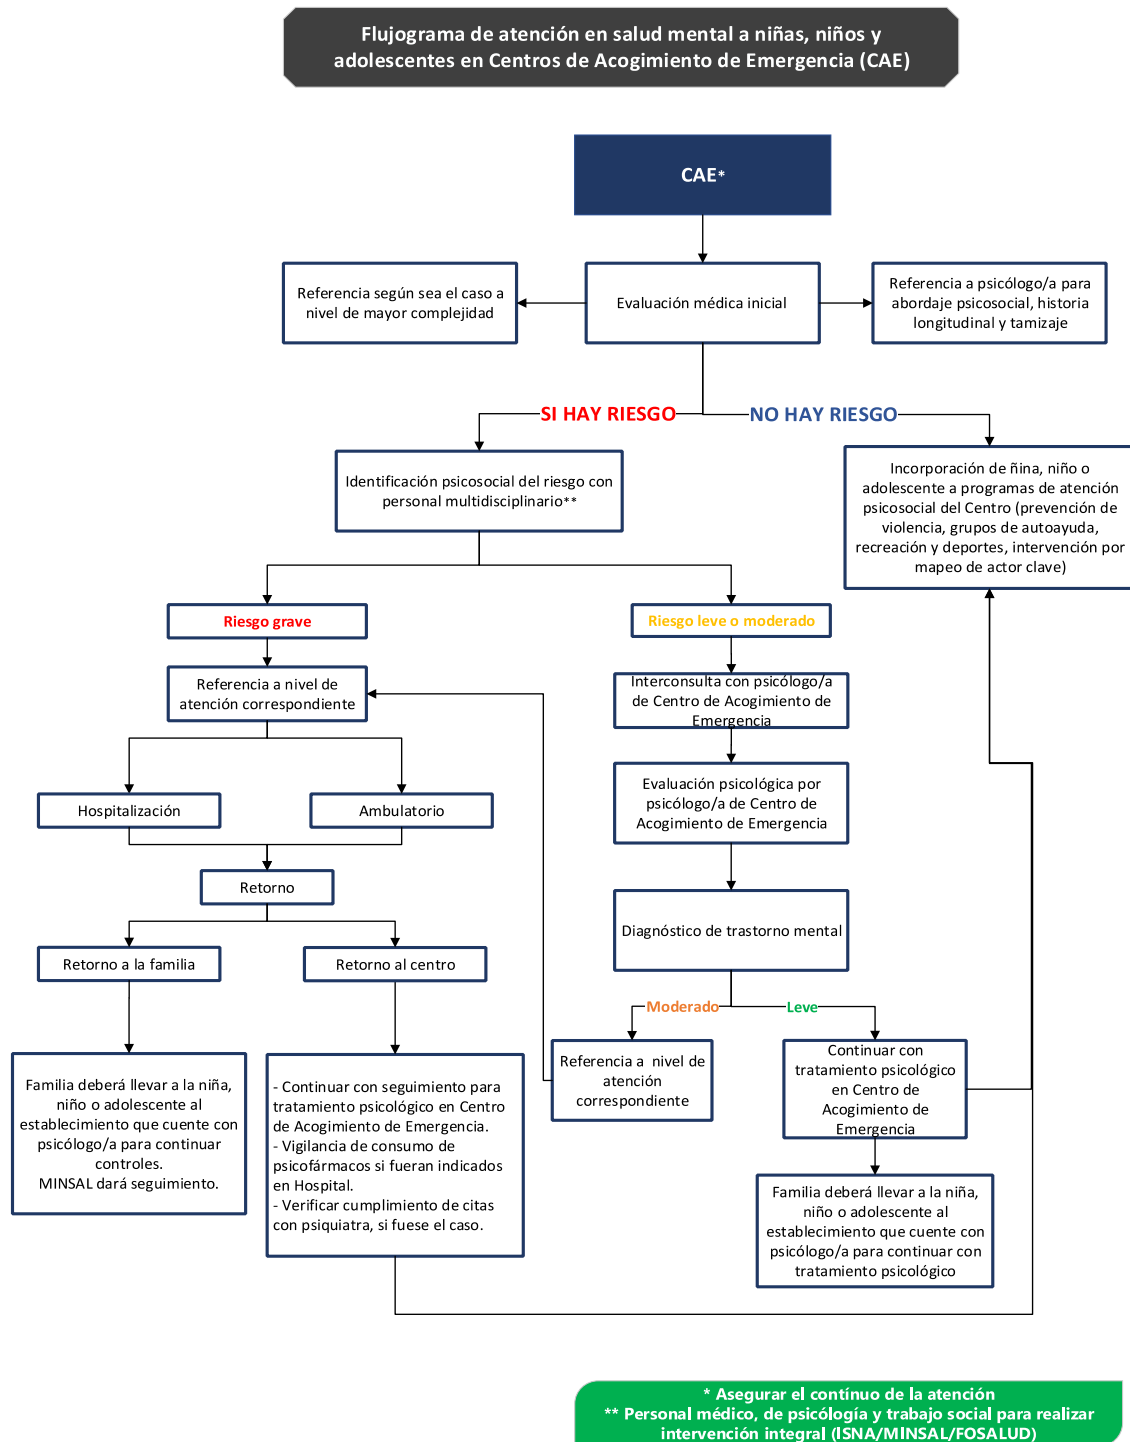 Flujograma de atención en salud mental a niñas, niños y
adolescentes en Centros de Acogimiento de Emergencia (CAE)
CAE*
Referencia según sea el caso a
nivel de mayor complejidad
Evaluación médica inicial
Referencia a psicólogo/a para
abordaje psicosocial, historia
longitudinal y tamizaje
SI HAY RIESGO
NO HAY RIESGO
Identificación psicosocial del riesgo con
personal multidisciplinario**
Incorporación de ñina, niño o
adolescente a programas de atención
psicosocial del Centro (prevención de
violencia, grupos de autoayuda,
recreación y deportes, intervención por
mapeo de actor clave)
Riesgo grave
Riesgo leve o moderado
Referencia a nivel de
atención correspondiente
Interconsulta con psicólogo/a
de Centro de Acogimiento de
Emergencia
Hospitalización
Ambulatorio
Evaluación psicológica por
psicólogo/a de Centro de
Acogimiento de Emergencia
Retorno
Diagnóstico de trastorno mental
Retorno a la familia
Retorno al centro
Moderado
Leve
Familia deberá llevar a la niña,
niño o adolescente al
establecimiento que cuente con
psicólogo/a para continuar
controles.
MINSAL dará seguimiento.
- Continuar con seguimiento para
tratamiento psicológico en Centro
de Acogimiento de Emergencia.
- Vigilancia de consumo de
psicofármacos si fueran indicados
en Hospital.
- Verificar cumplimiento de citas
con psiquiatra, si fuese el caso.
Referencia a  nivel de
atención
correspondiente
Continuar con
tratamiento psicológico
en Centro de
Acogimiento de
Emergencia
Familia deberá llevar a la niña,
niño o adolescente al
establecimiento que cuente con
psicólogo/a para continuar con
tratamiento psicológico
* Asegurar el contínuo de la atención
** Personal médico, de psicólogía y trabajo social para realizar
intervención integral (ISNA/MINSAL/FOSALUD)